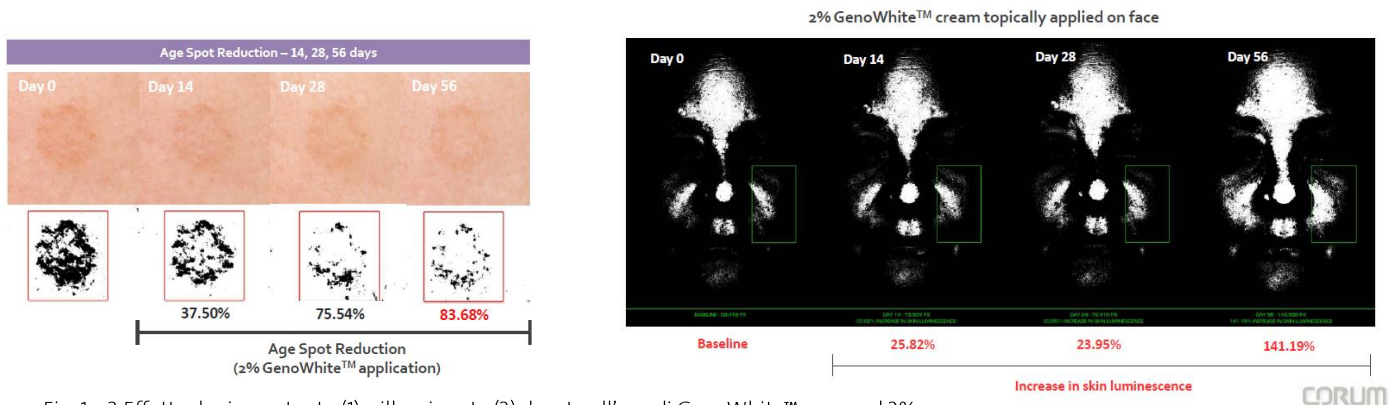 2% GenoWhite™ cream topically applied on face
Age Spot Reduction – 14, 28, 56 days
Day 0
Day 14
Day 28
Day 56
37.50%
75.54%
83.68%
Age Spot Reduction
(2% GenoWhite™ application)
Day 0
Day 14
Day 28
Day 56
Baseline
25.82%
23.95%
141.19%
Increase in skin luminescence
CORUM